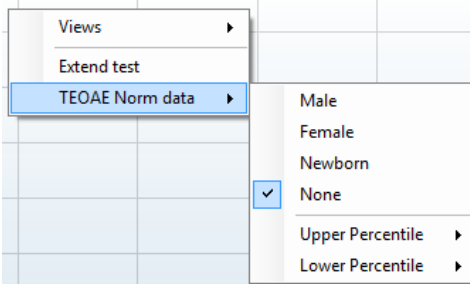 Views
Extend test
TEOAE Norm data
Male
Female
Newborn
None
Upper Percentile
Lower Percentile